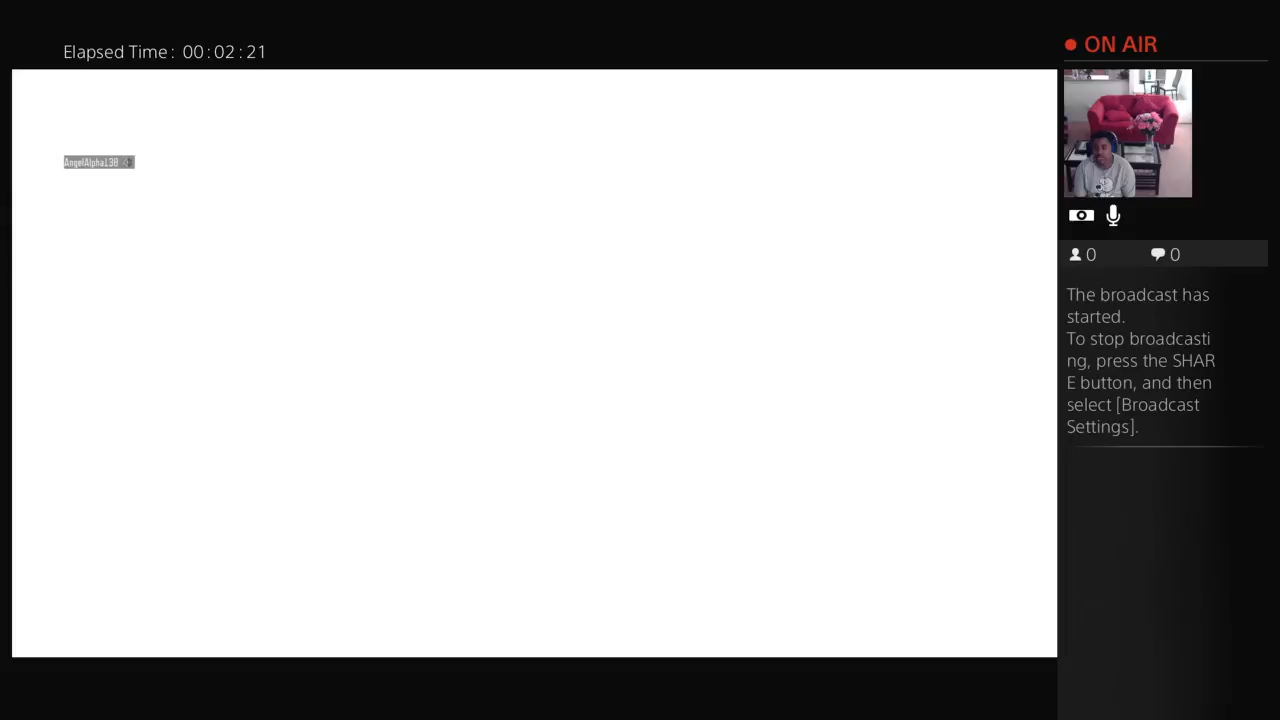 Elapsed Time: 00:02:21
ON AIR
AngelAlpha130
0
0
The broadcast has
started.
To stop broadcasti
ng, press the SHAR
E button, and then
select [Broadcast
Settings].